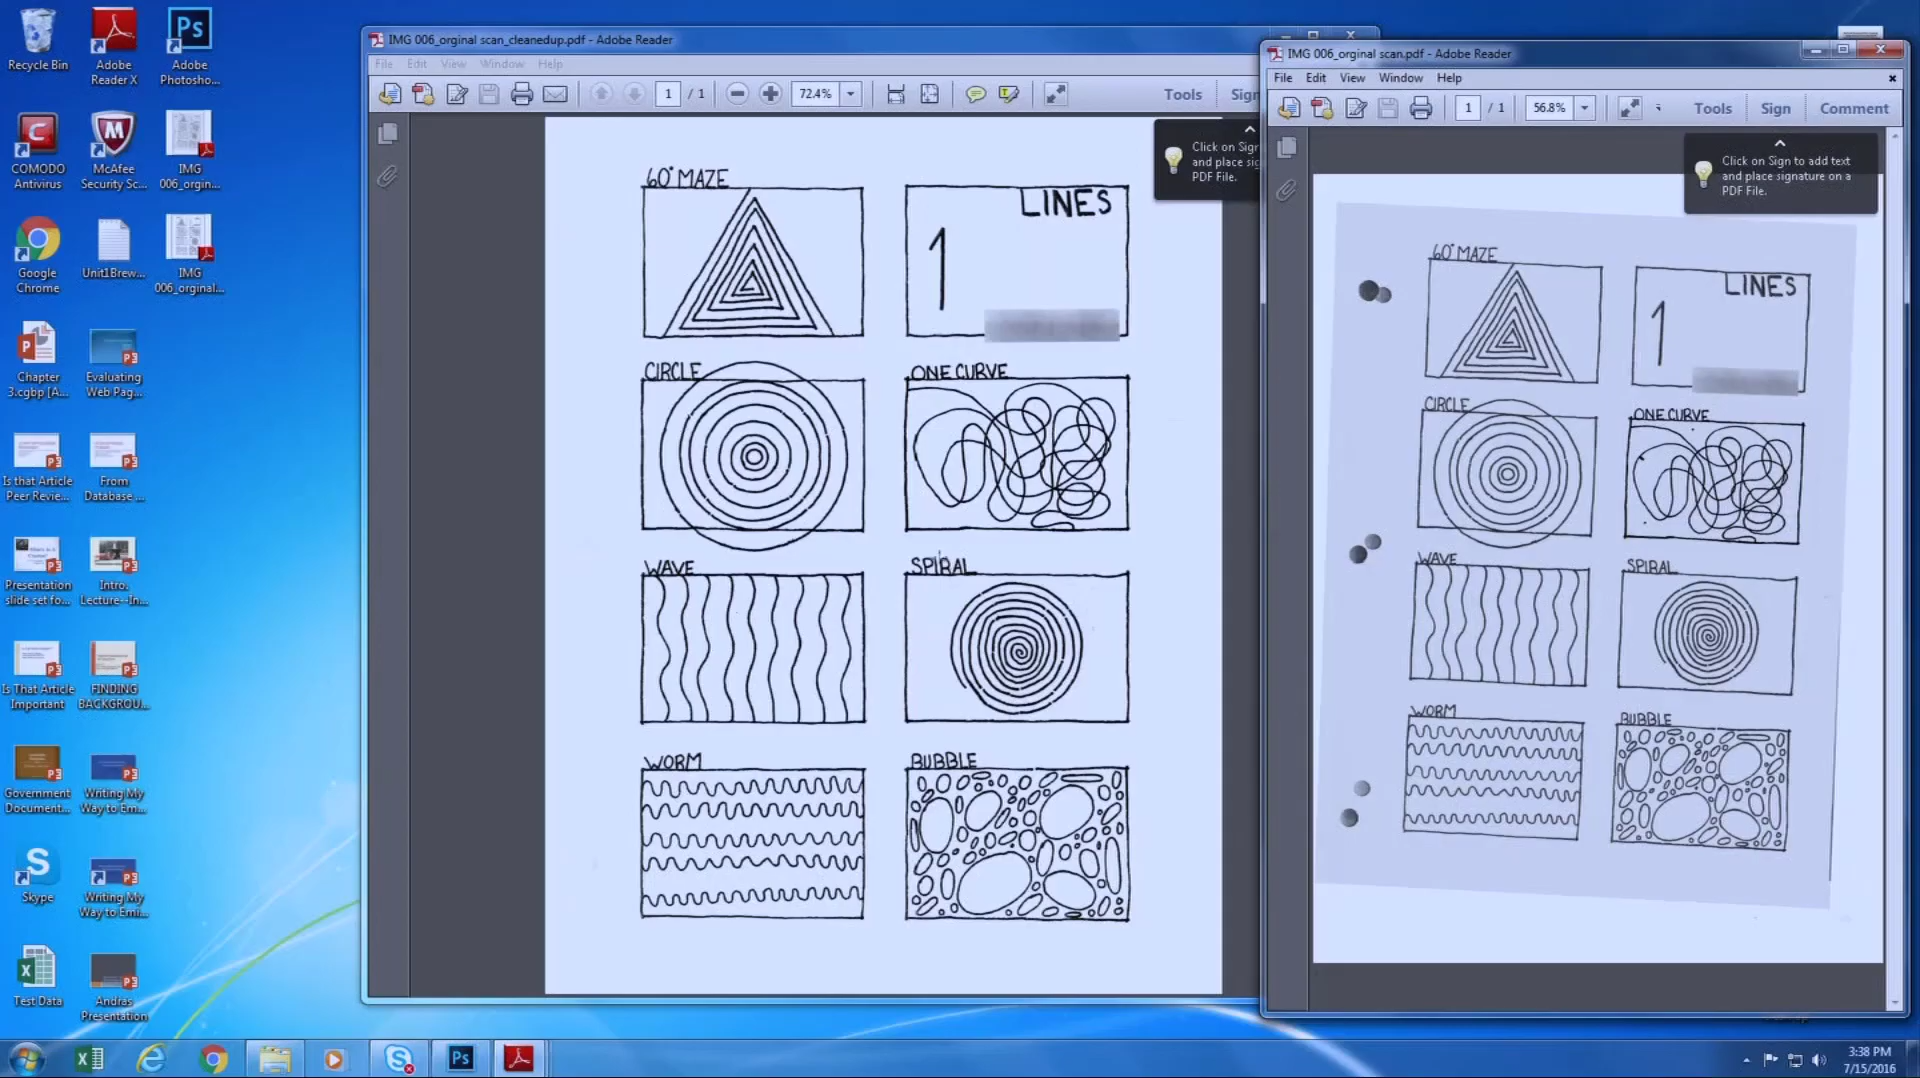 Recycle Bin
Adobe Reader X
Adobe Photosho...
COMODO Antivirus
McAfee Security Sc...
IMG 006_orgin...
Google Chrome
Unit1Brew...
IMG 006_orginal...
Chapter 3.cgbp [A...
Evaluating Web Pag...
Is that Article Peer Revie...
From Database ...
Presentation slide set fo...
Intro. Lecture--In...
Is That Article Important
FINDING BACKGROU...
Government Document...
Writing My Way to Emi...
Skype
Writing My Way to Emi...
Test Data
Andras Presentation
IMG 006_orginal scan_cleanedup.pdf - Adobe Reader
File Edit View Window Help
1 / 1 72.4% Tools Sign
Click on Sign
and place sig
PDF File.
60° MAZE
LINES
1
CIRCLE
ONE CURVE
WAVE
SPIRAL
WORM
BUBBLE
IMG 006_orginal scan.pdf - Adobe Reader
File Edit View Window Help
1 / 1 56.8% Tools Sign Comment
Click on Sign to add text
and place signature on a
PDF File.
60° MAZE
LINES
1
CIRCLE
ONE CURVE
WAVE
SPIRAL
WORM
BUBBLE
3:38 PM
7/15/2016